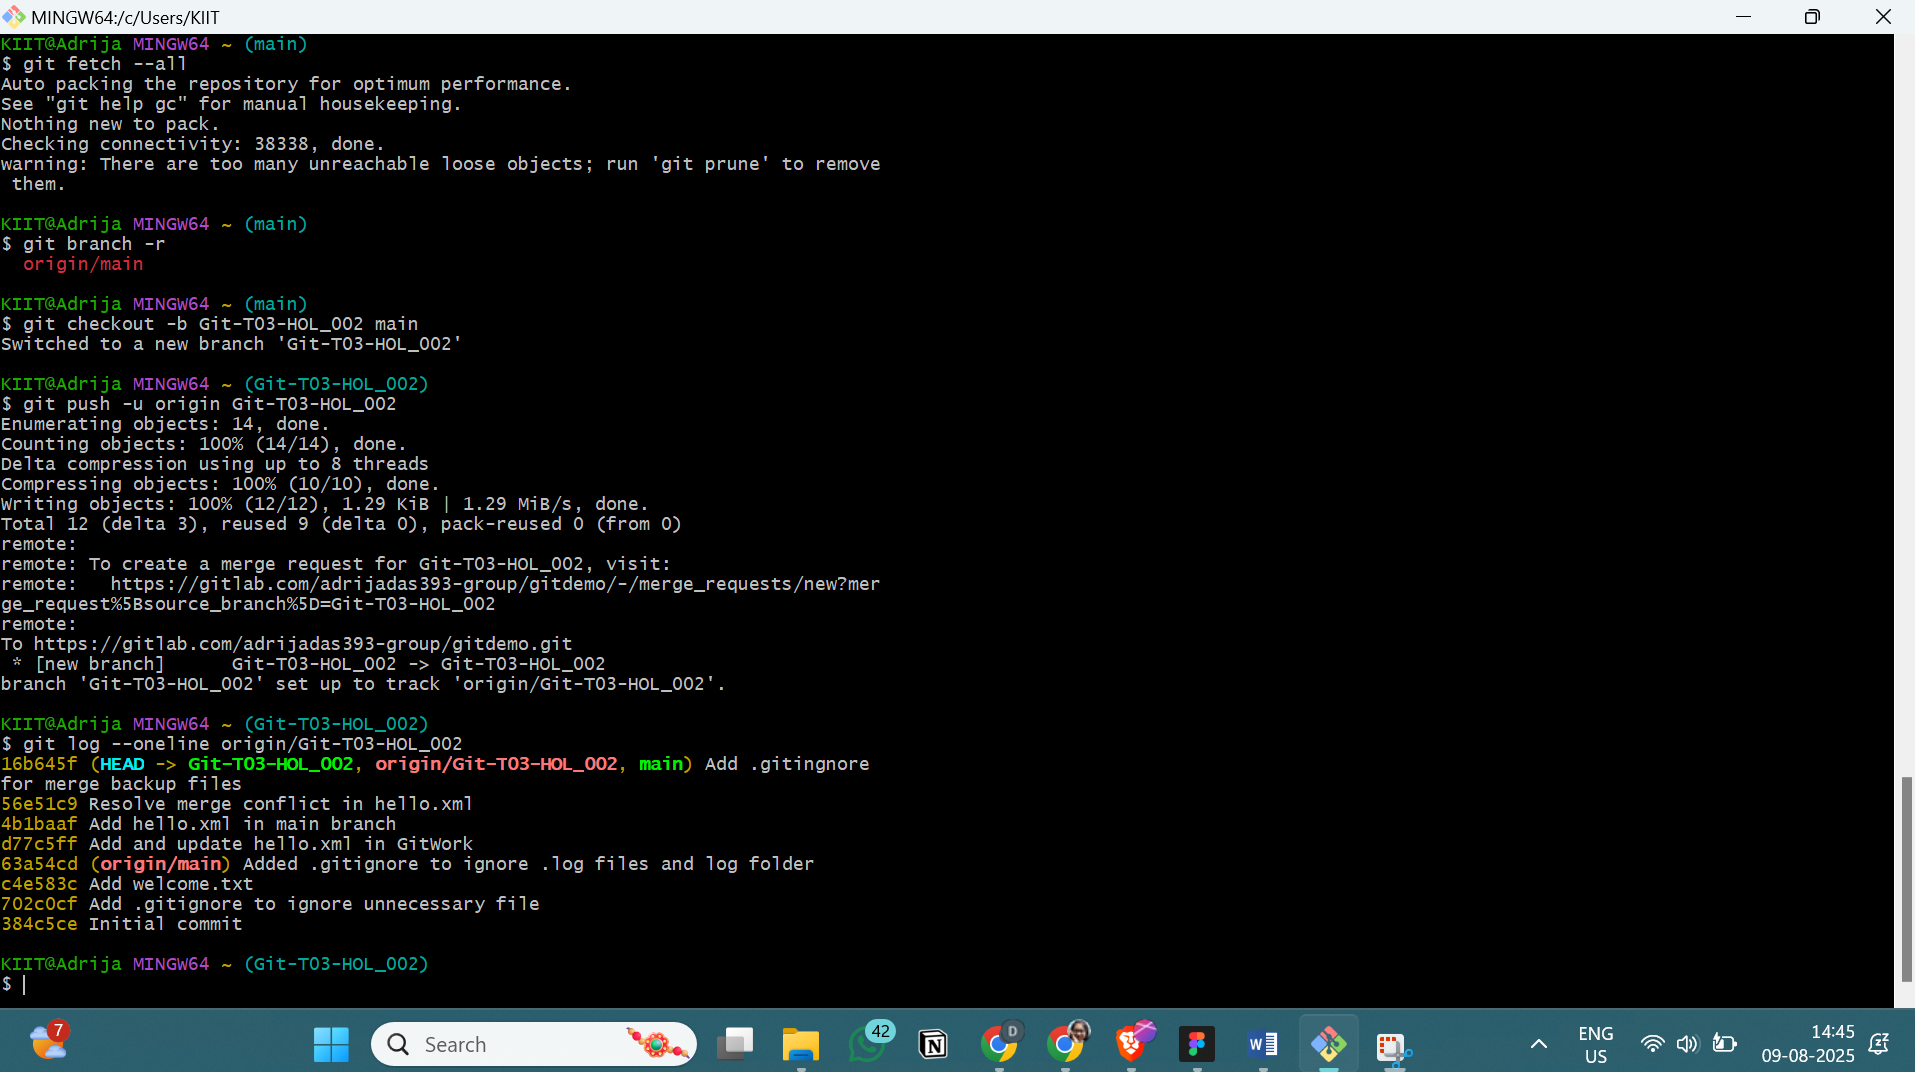 MINGW64:/c/Users/KIIT
KIIT@Adrija MINGW64 ~ (main)
$ git fetch --all
Auto packing the repository for optimum performance.
See "git help gc" for manual housekeeping.
Nothing new to pack.
Checking connectivity: 38338, done.
warning: There are too many unreachable loose objects; run 'git prune' to remove
them.
KIIT@Adrija MINGW64 ~ (main)
$ git branch -r
origin/main
KIIT@Adrija MINGW64 ~ (main)
$ git checkout -b Git-T03-HOL_002 main
Switched to a new branch 'Git-T03-HOL_002'
KIIT@Adrija MINGW64 ~ (Git-T03-HOL_002)
$ git push -u origin Git-T03-HOL_002
Enumerating objects: 14, done.
Counting objects: 100% (14/14), done.
Delta compression using up to 8 threads
Compressing objects: 100% (10/10), done.
Writing objects: 100% (12/12), 1.29 KiB | 1.29 MiB/s, done.
Total 12 (delta 3), reused 9 (delta 0), pack-reused 0 (from 0)
remote:
remote: To create a merge request for Git-T03-HOL_002, visit:
remote:   https://gitlab.com/adrijadas393-group/gitdemo/-/merge_requests/new?mer
ge_request%5Bsource_branch%5D=Git-T03-HOL_002
remote:
To https://gitlab.com/adrijadas393-group/gitdemo.git
* [new branch]      Git-T03-HOL_002 -> Git-T03-HOL_002
branch 'Git-T03-HOL_002' set up to track 'origin/Git-T03-HOL_002'.
KIIT@Adrija MINGW64 ~ (Git-T03-HOL_002)
$ git log --oneline origin/Git-T03-HOL_002
16b645f (HEAD -> Git-T03-HOL_002, origin/Git-T03-HOL_002, main) Add .gitingnore
for merge backup files
56e51c9 Resolve merge conflict in hello.xml
4b1baaf Add hello.xml in main branch
d77c5ff Add and update hello.xml in GitWork
63a54cd (origin/main) Added .gitignore to ignore .log files and log folder
c4e583c Add welcome.txt
702c0cf Add .gitignore to ignore unnecessary file
384c5ce Initial commit
KIIT@Adrija MINGW64 ~ (Git-T03-HOL_002)
$
7
Search
42
D
ENG
US
14:45
09-08-2025